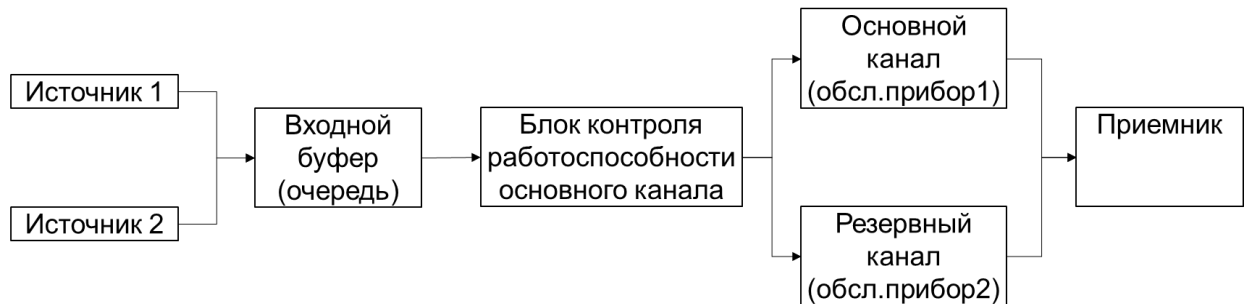 Источник 1
Источник 2
Входной
буфер
(очередь)
Блок контроля
работоспособности
основного канала
Основной
канал
(обсл.прибор1)
Резервный
канал
(обсл.прибор2)
Приемник